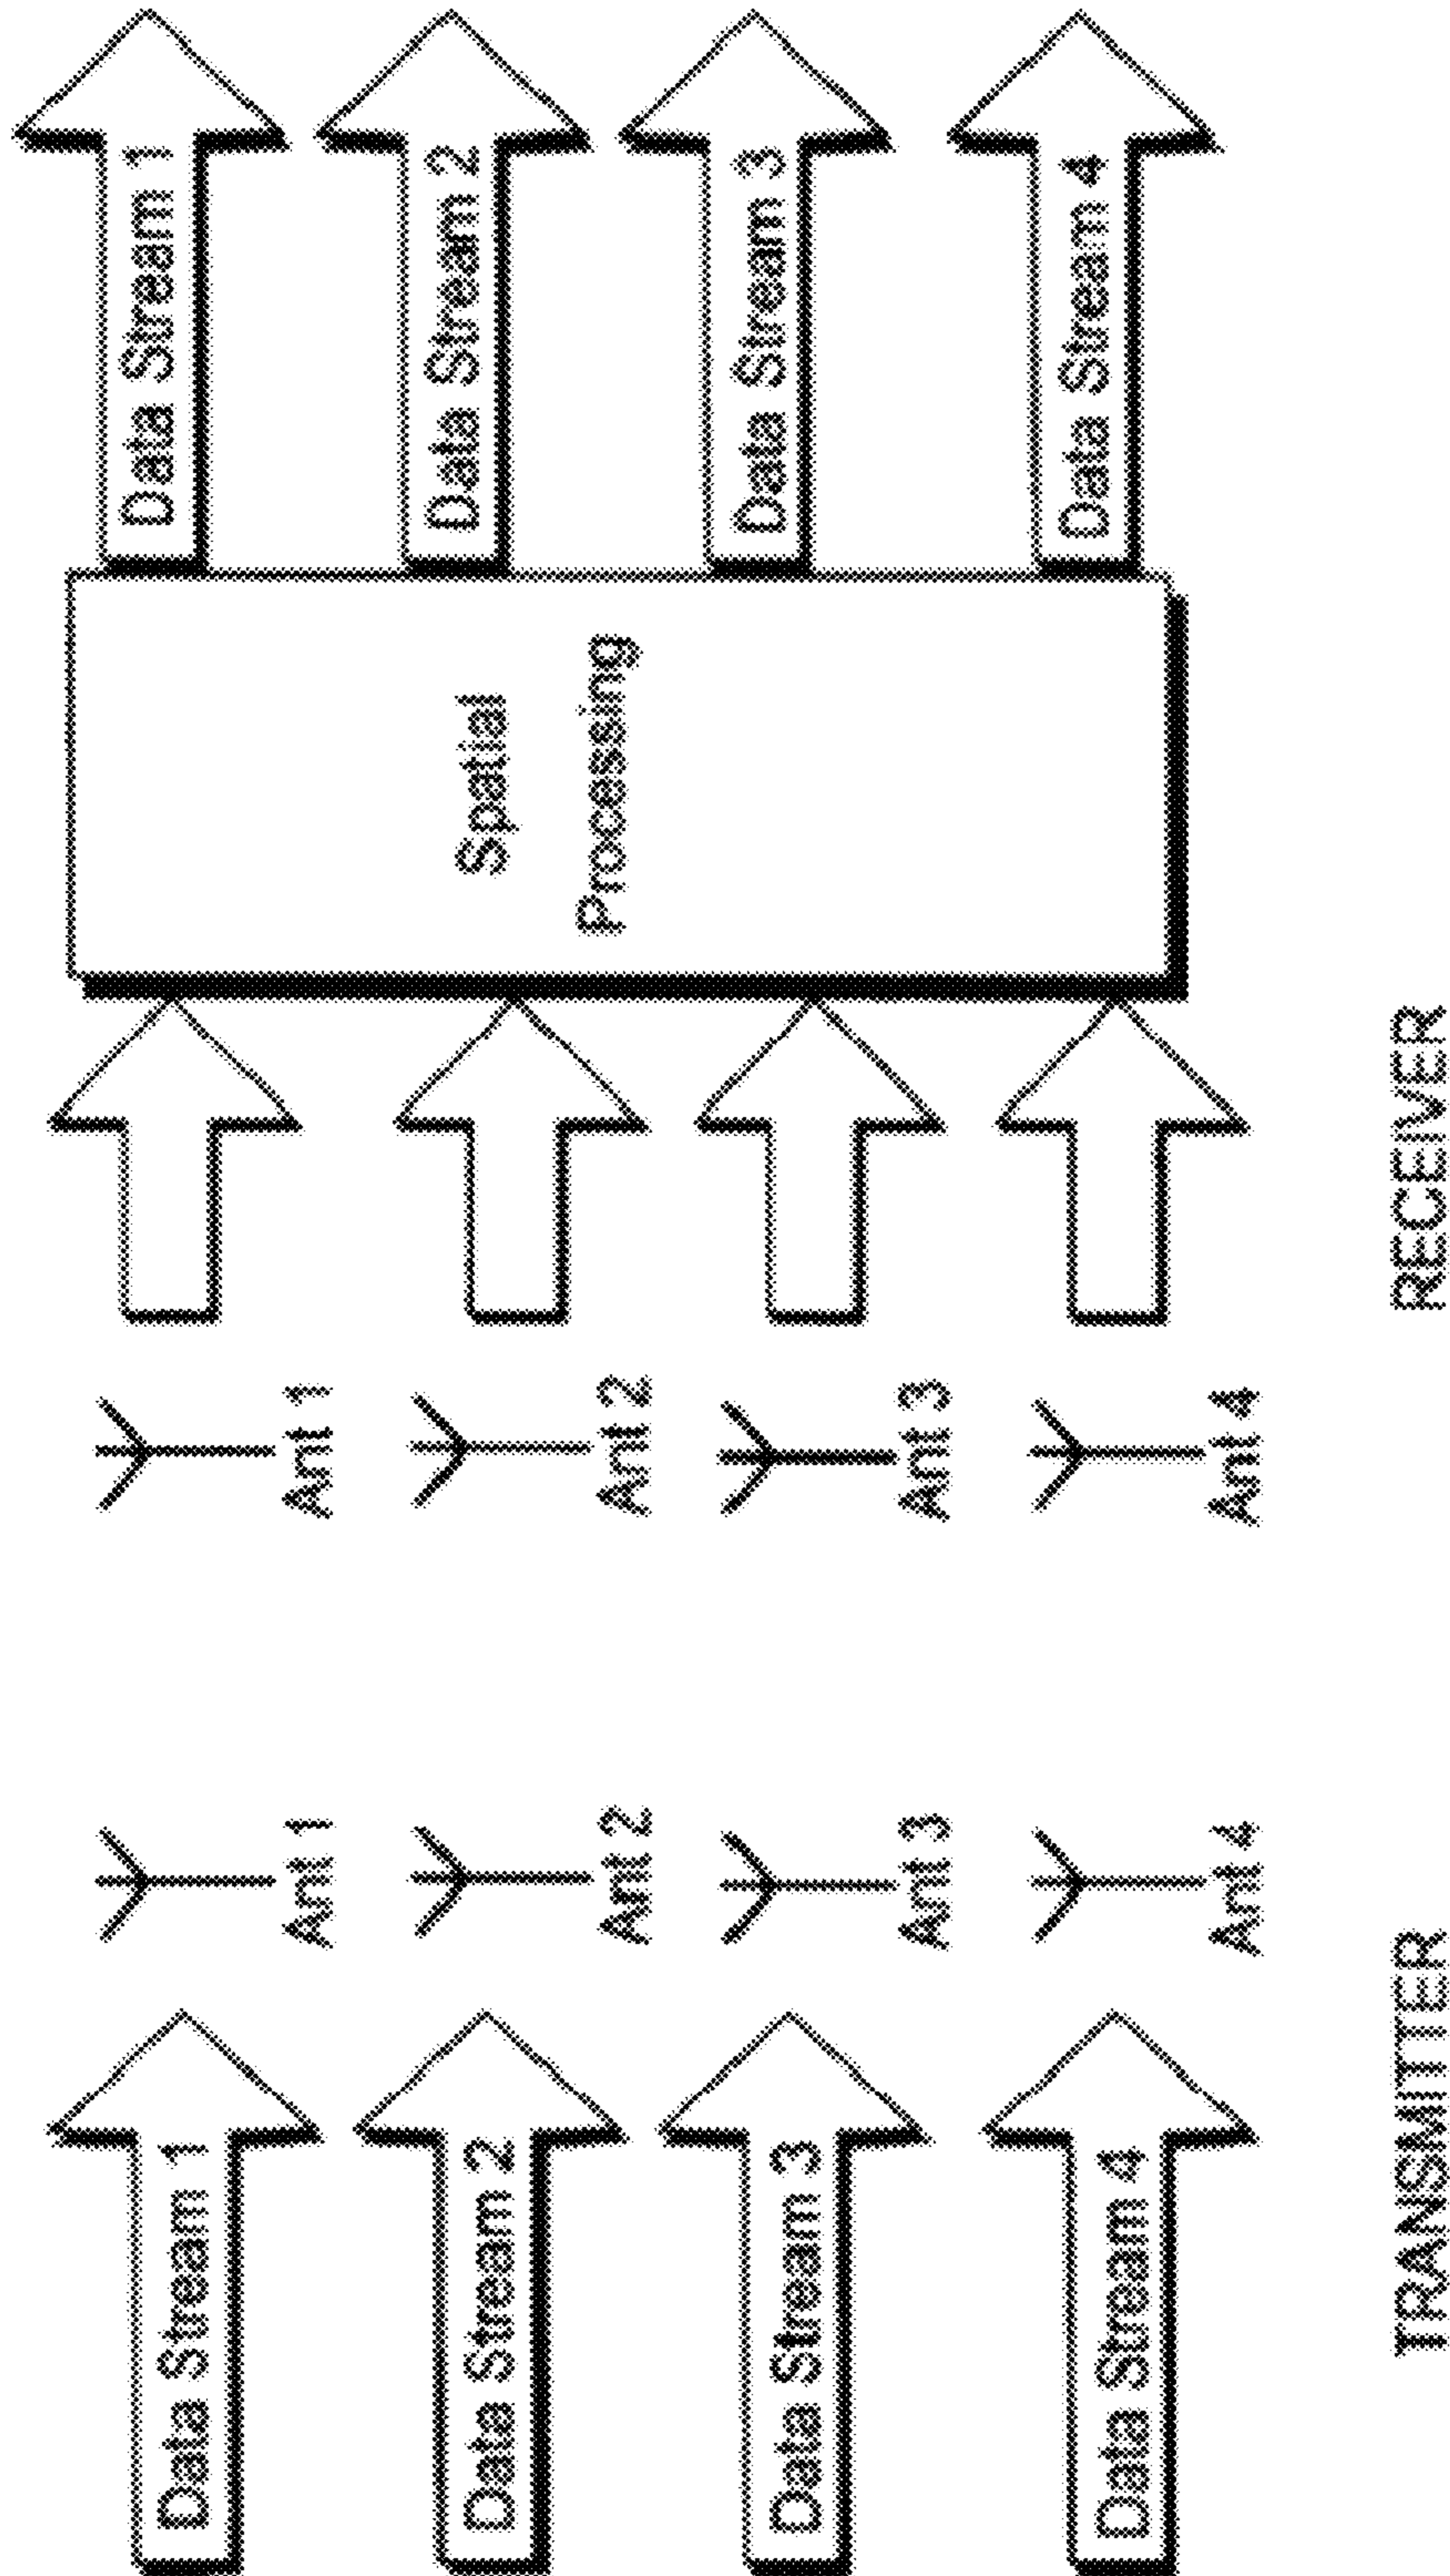 Data Stream 1
Data Stream 2
Data Stream 3
Data Stream 4
Ant 1
Ant 2
Ant 3
Ant 4
TRANSMITTER
Ant 1
Ant 2
Ant 3
Ant 4
Spatial
Processing
RECEIVER
Data Stream 1
Data Stream 2
Data Stream 3
Data Stream 4